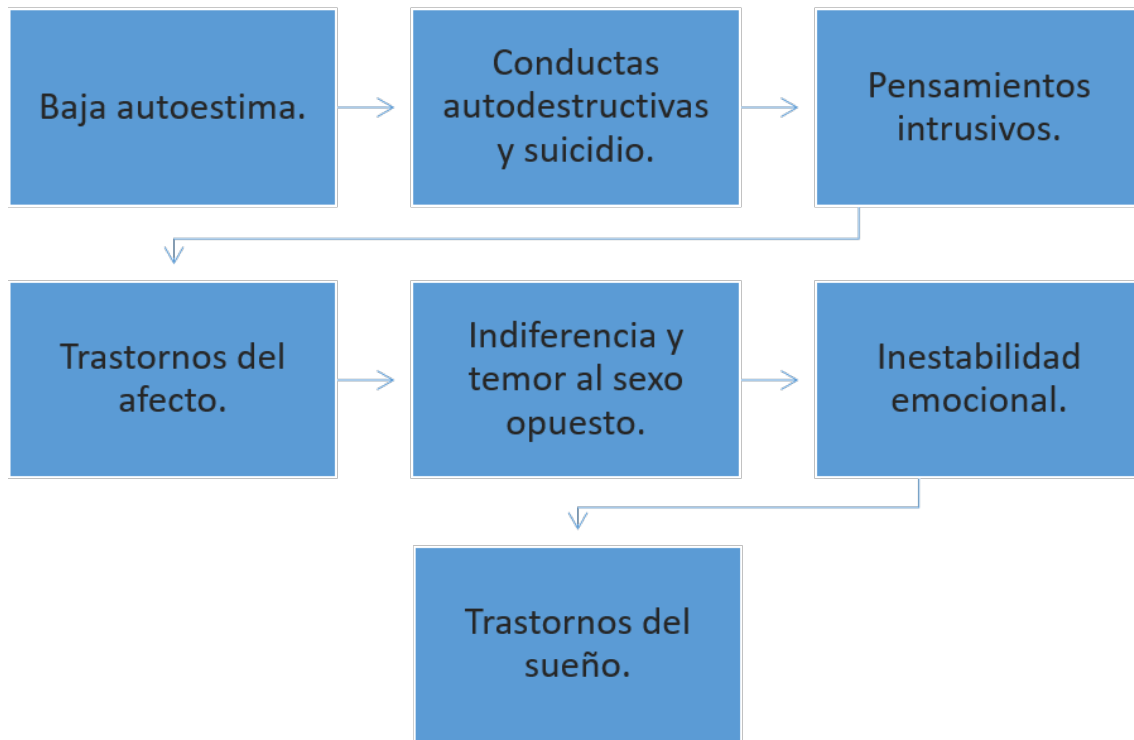 Baja autoestima.
Conductas
autodestructivas
y suicidio.
Pensamientos
intrusivos.
Trastornos del
afecto.
Indiferencia y
temor al sexo
opuesto.
Inestabilidad
emocional.
Trastornos del
sueño.